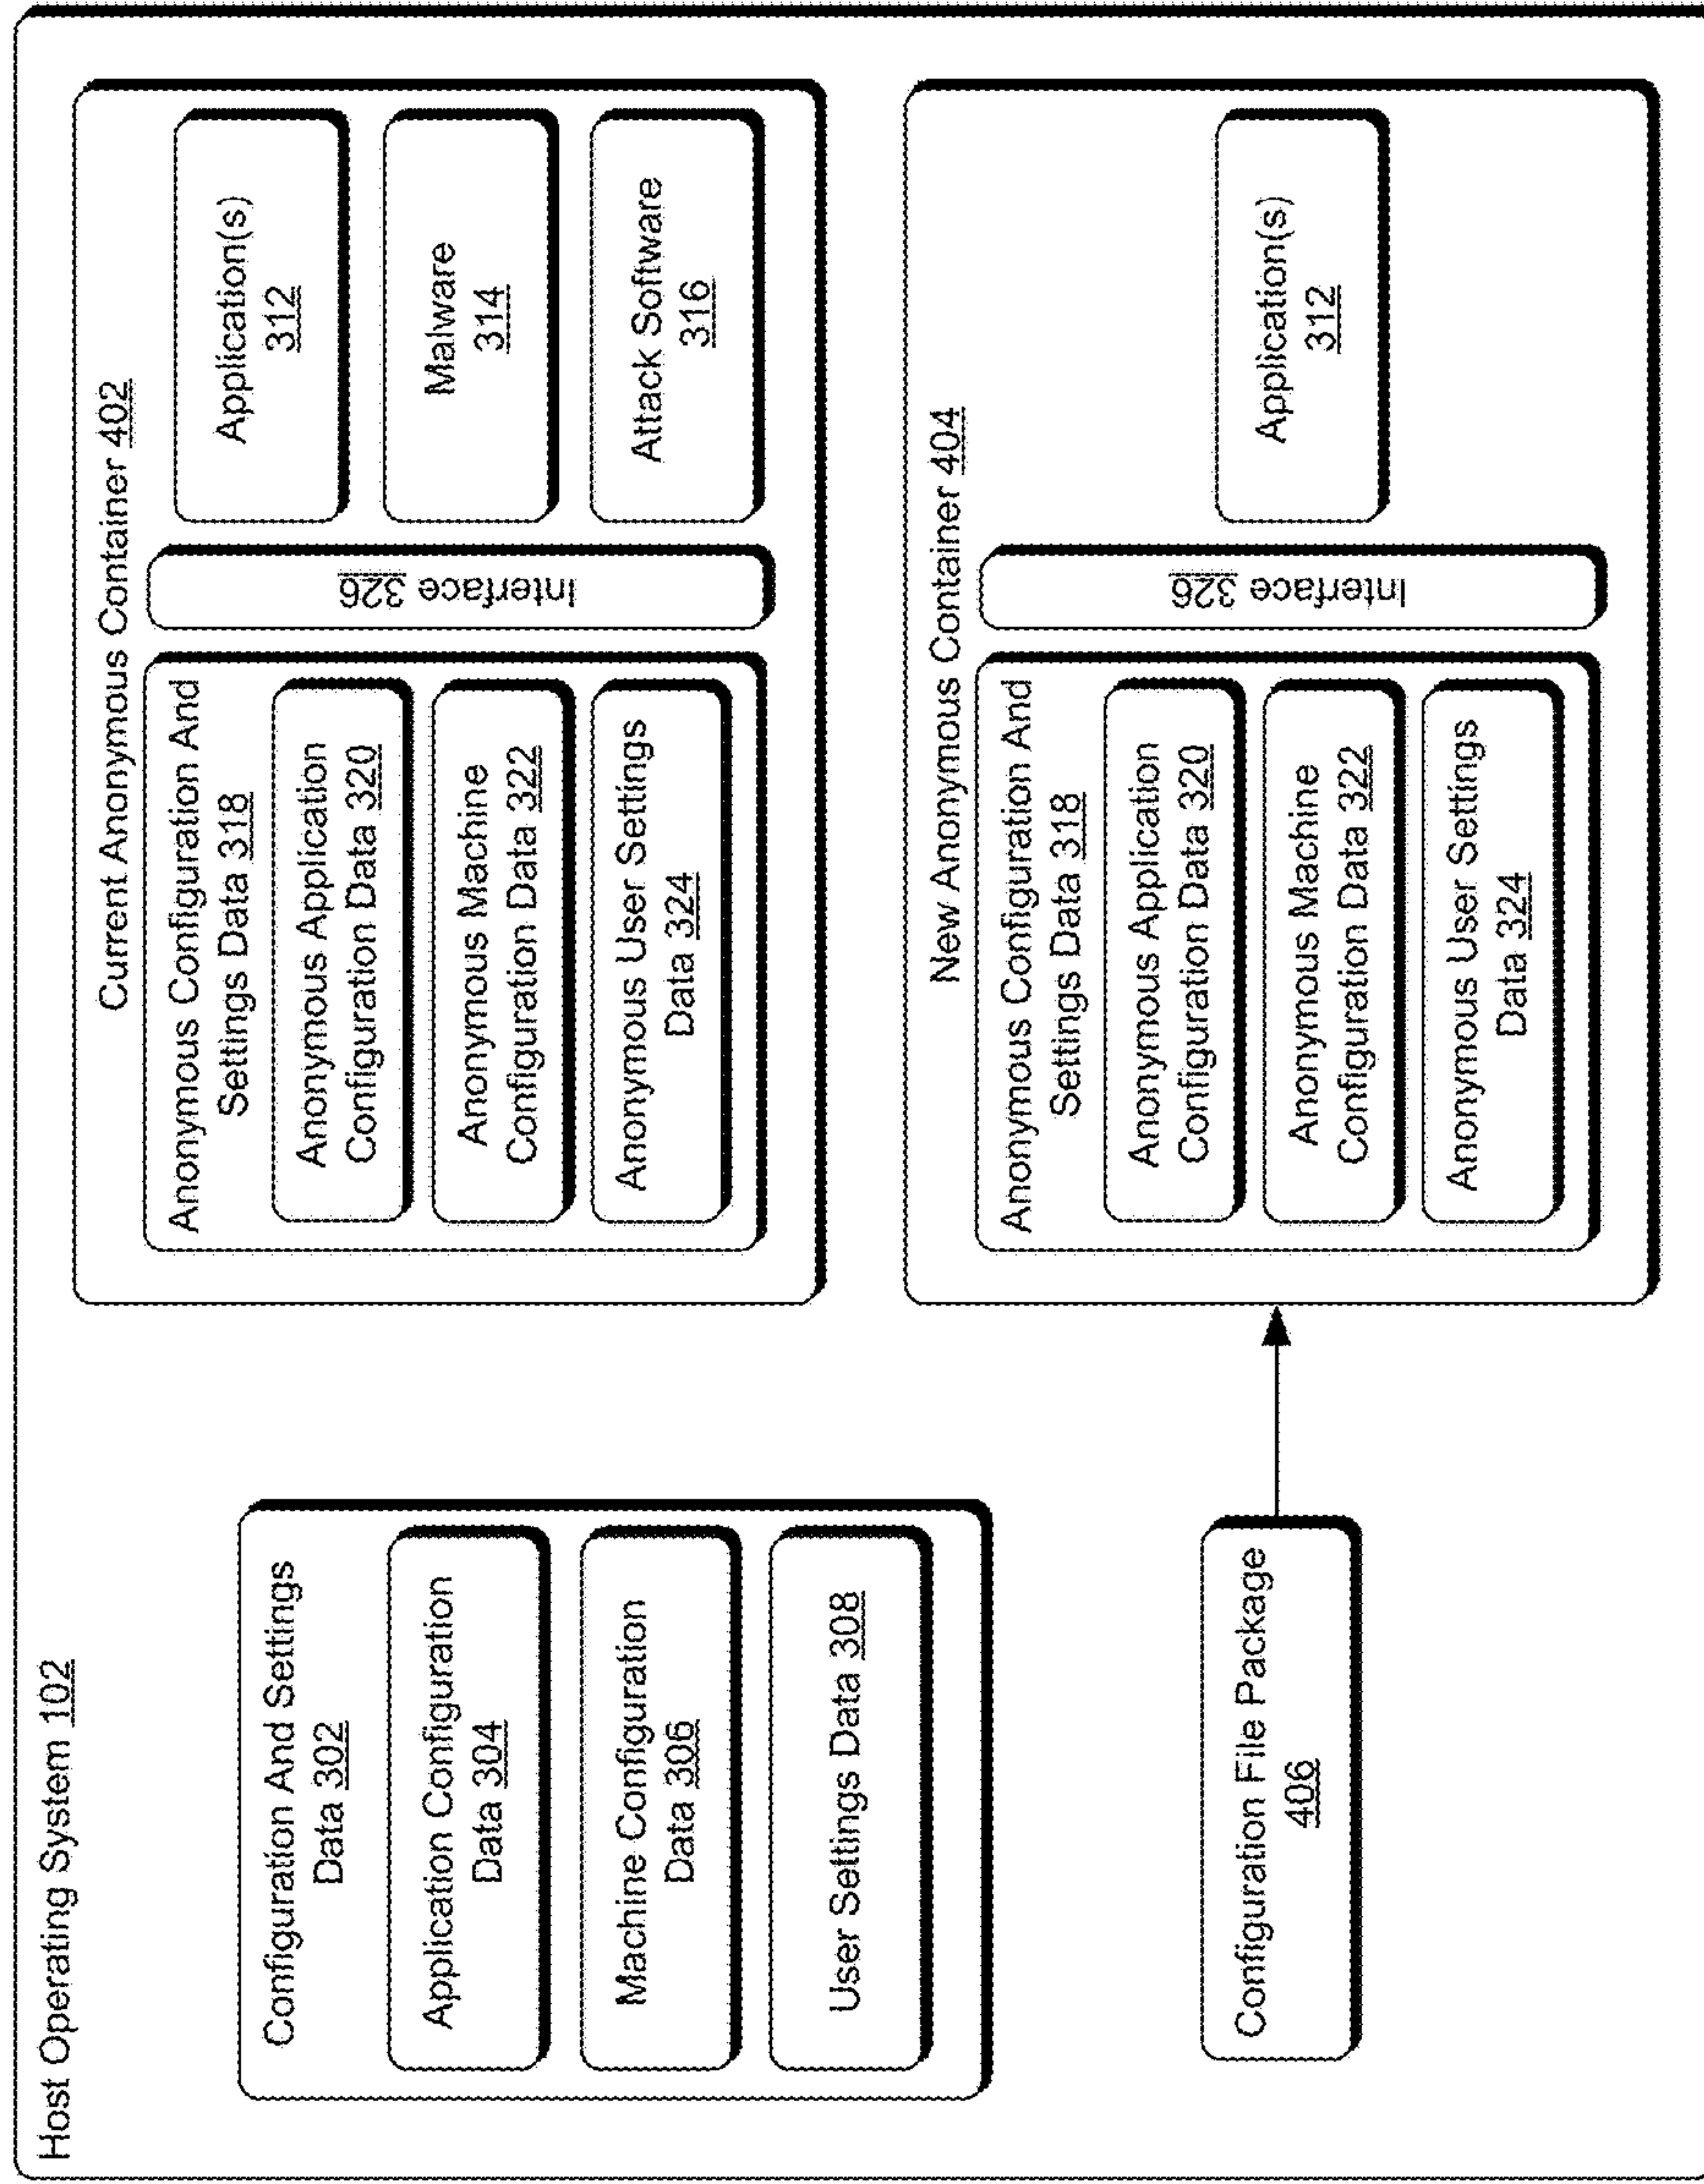 Host Operating System 102
Configuration And Settings
Data 302
Application Configuration
Data 304
Machine Configuration
Data 306
User Settings Data 308
Configuration File Package
406
Current Anonymous Container 402
Anonymous Configuration And
Settings Data 318
Anonymous Application
Configuration Data 320
Anonymous Machine
Configuration Data 322
Anonymous User Settings
Data 324
Interface 326
Application(s)
312
Malware
314
Attack Software
316
New Anonymous Container 404
Anonymous Configuration And
Settings Data 318
Anonymous Application
Configuration Data 320
Anonymous Machine
Configuration Data 322
Anonymous User Settings
Data 324
Interface 326
Application(s)
312